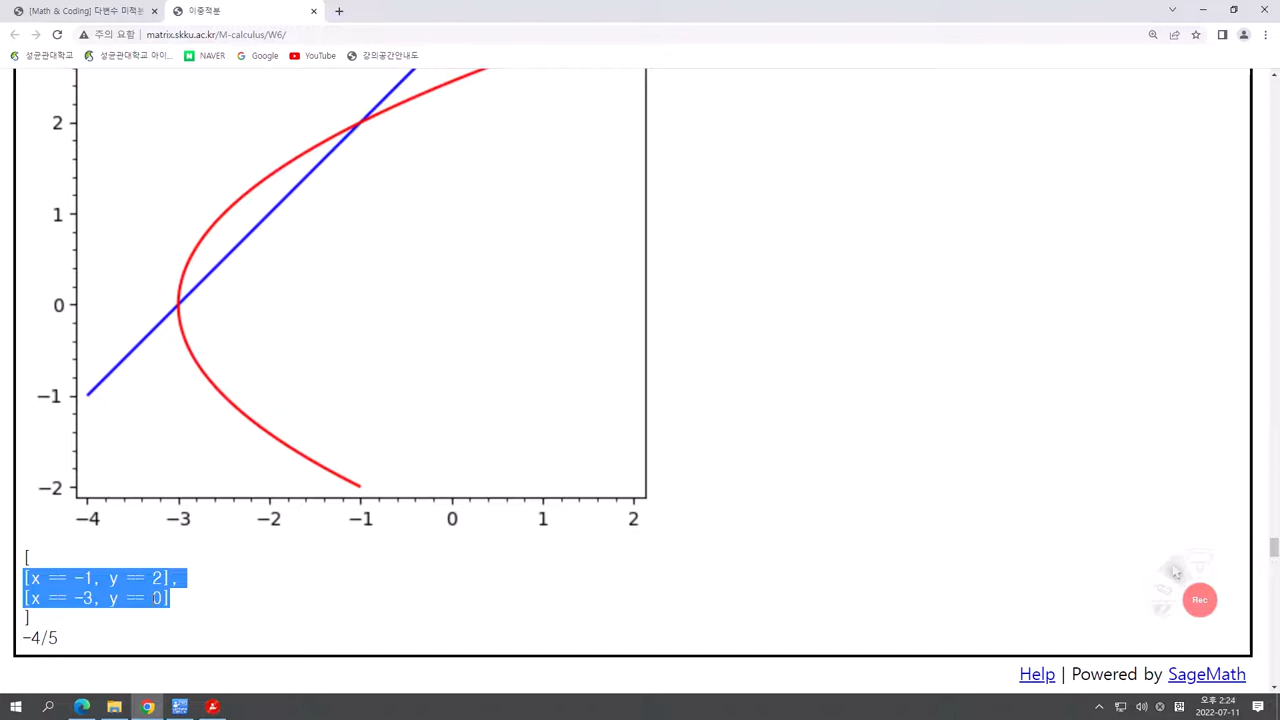 [Math & Coding] 다변수 미적분
이중적분
주의 요함
matrix.skku.ac.kr/M-calculus/W6/
성균관대학교
성균관대학교 아이...
NAVER
Google
YouTube
강의공간안내도
2
1
0
-1
-2
-4 -3 -2 -1 0 1 2
[
[x == -1, y == 2],
[x == -3, y == 0]
]
-4/5
Rec
Help | Powered by SageMath
오후 2:24
2022-07-11